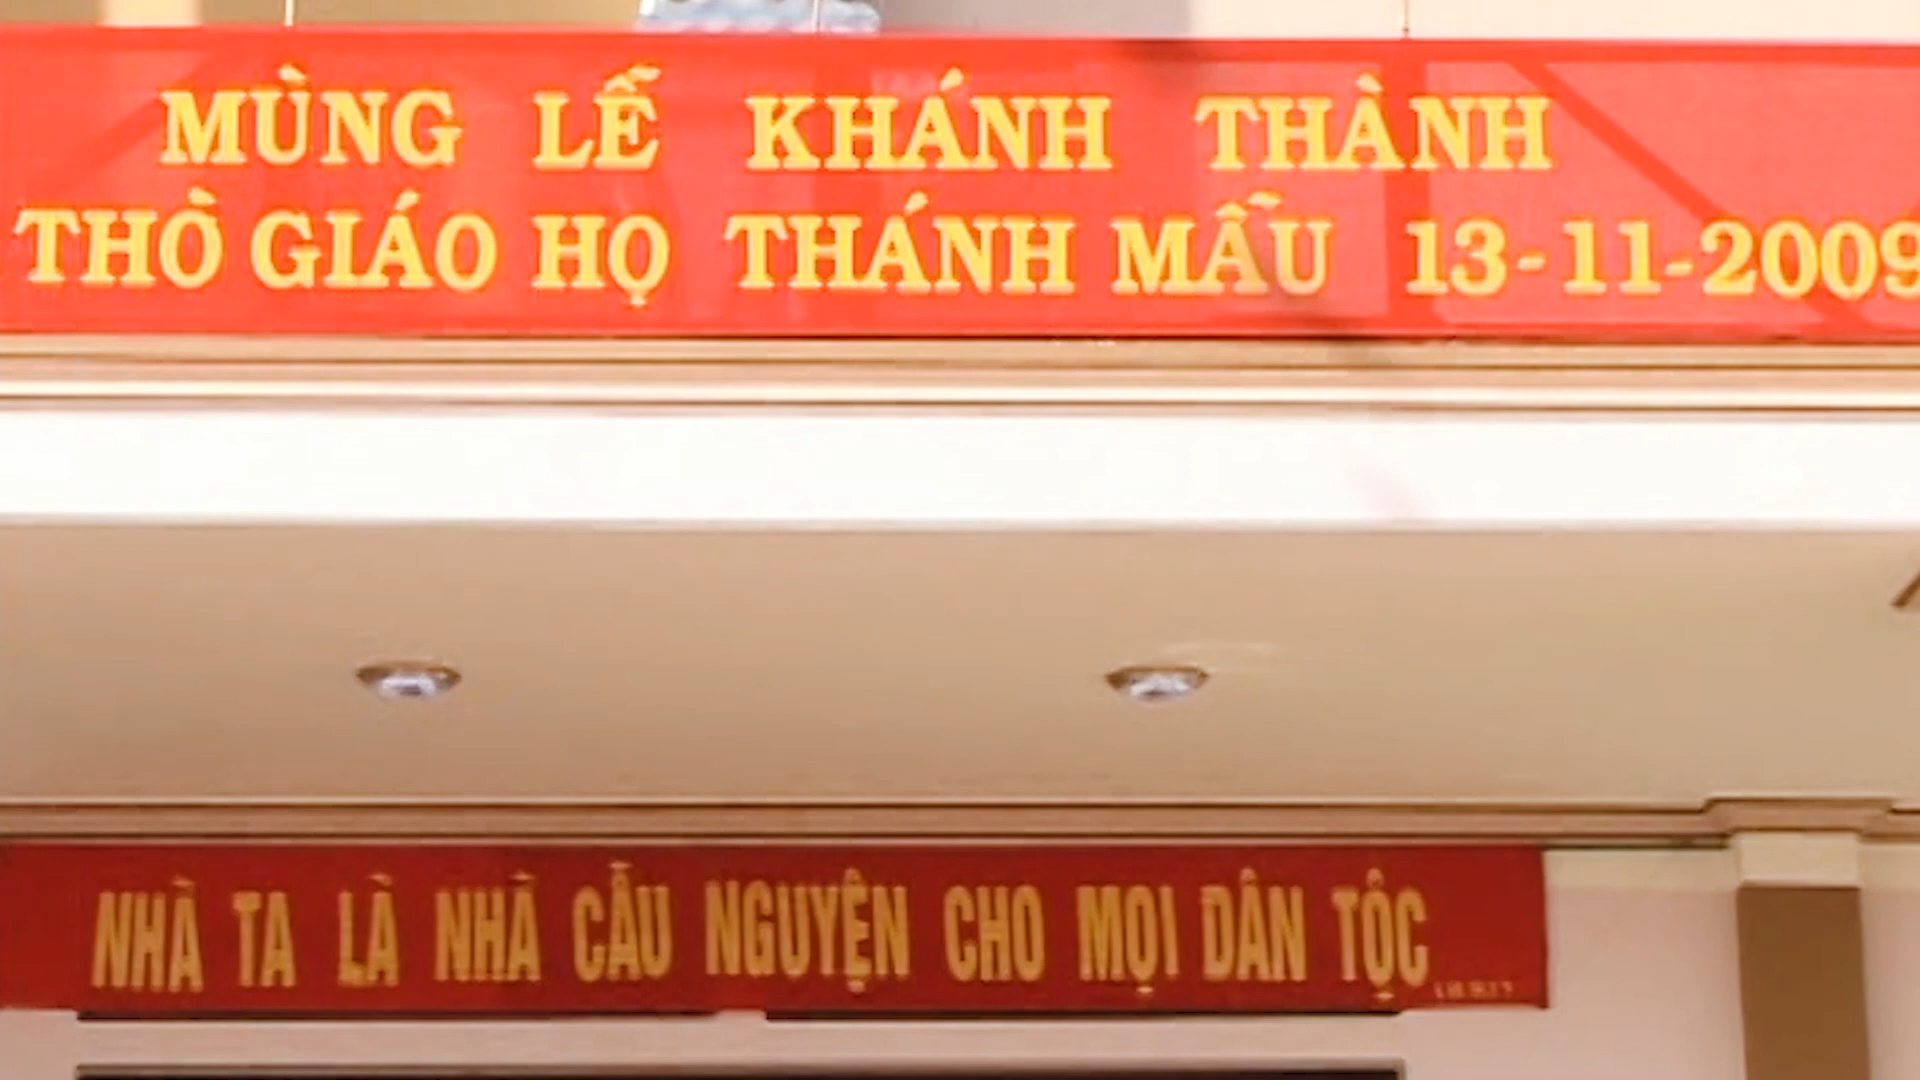 MÙNG LỄ KHÁNH THÀNH
THỜ GIÁO HỌ THÁNH MẪU 13-11-2009
NHÀ TA LÀ NHÀ CẦU NGUYỆN CHO MỌI DÂN TỘC